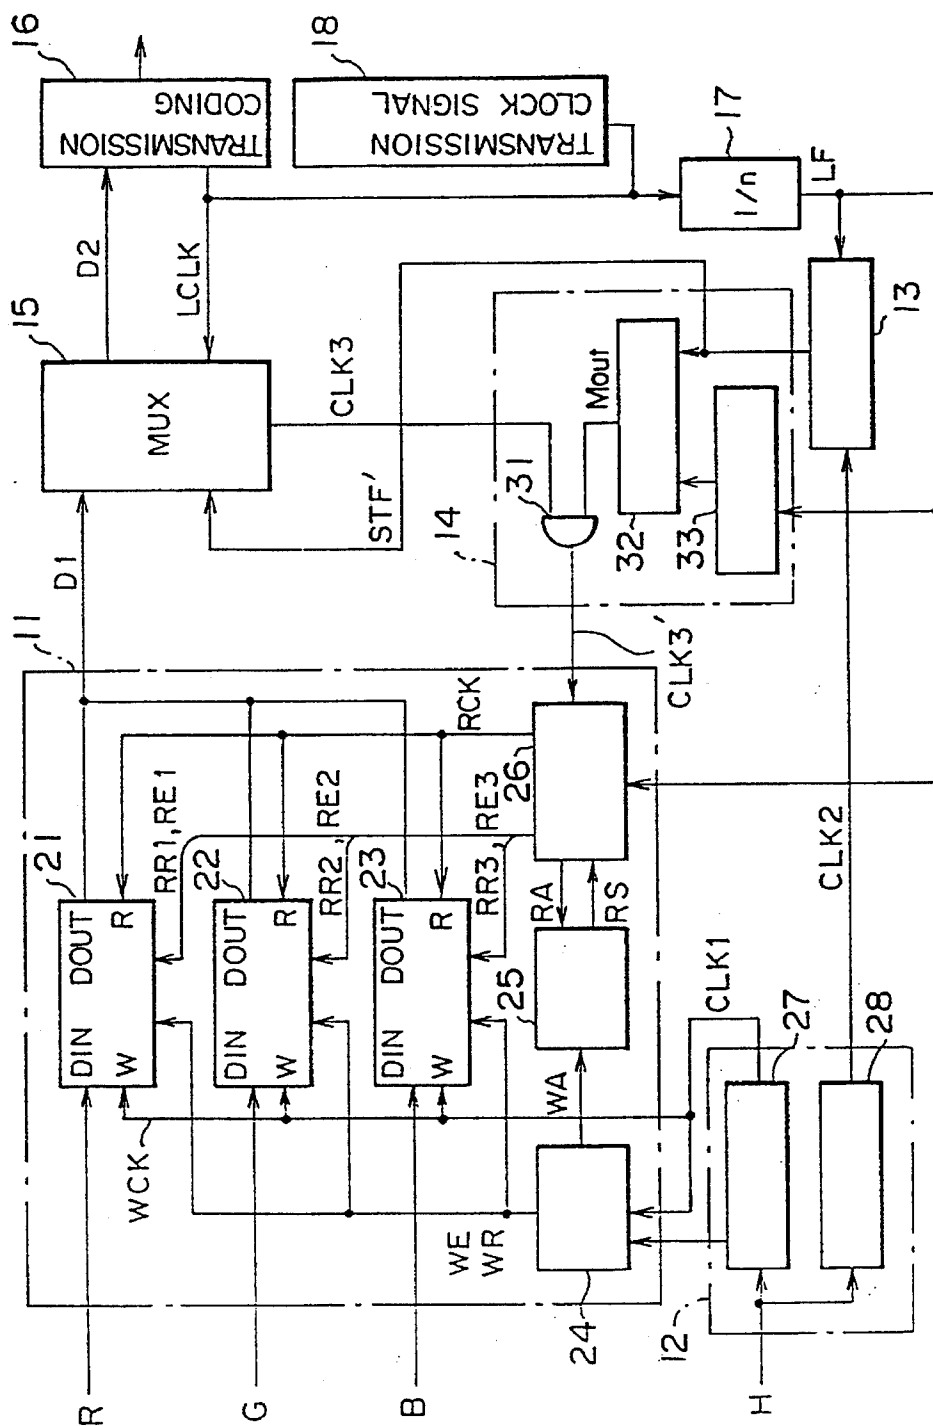 R
G
B
H
11
WCK
DIN DOUT
W R
21
DIN DOUT
W R
22
DIN DOUT
W R
23
RR1,RE1
RR2,RE2
RR3,RE3
RCK
WE
WR
24
WA
25
RA
RS
26
CLK3'
12
27
28
CLK1
CLK2
D1
15
MUX
D2
LCLK
STF'
CLK3
14
31
Mout
32
33
16
TRANSMISSION
CODING
18
TRANSMISSION
CLOCK SIGNAL
17
1/n
LF
13